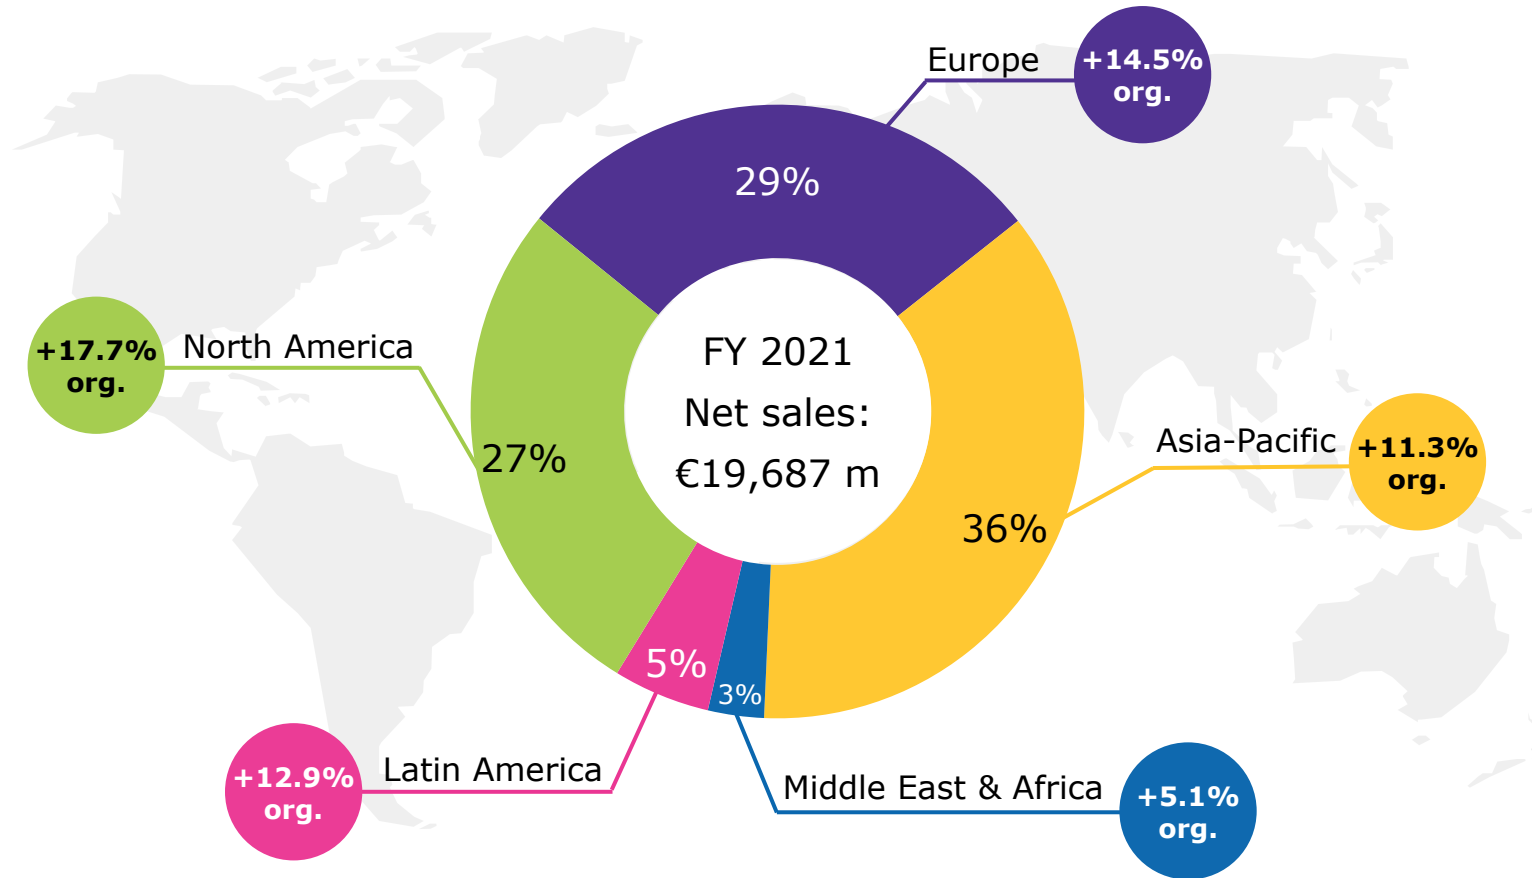 Europe
+14.5%
org.
29%
+17.7%
org.
North America
27%
FY 2021
Net sales:
€19,687 m
Asia-Pacific
+11.3%
org.
36%
5%
3%
+12.9%
org.
Latin America
Middle East & Africa
+5.1%
org.